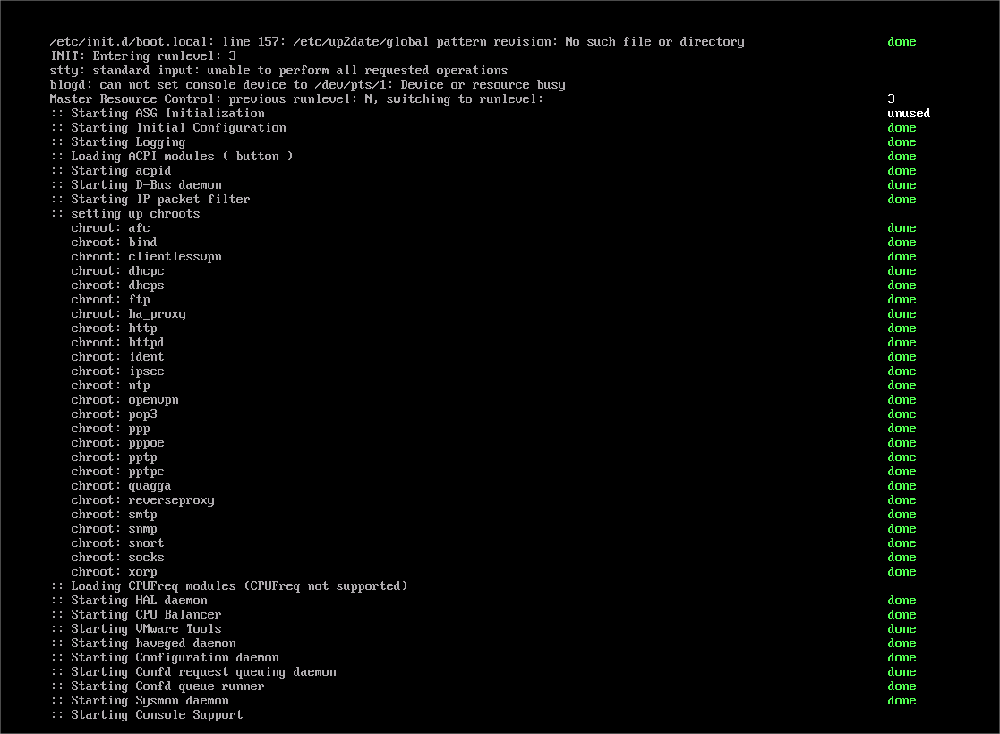 /etc/init.d/boot.local: line 157: /etc/up2date/global_pattern_revision: No such file or directory done
INIT: Entering runlevel: 3
stty: standard input: unable to perform all requested operations
blogd: can not set console device to /dev/pts/1: Device or resource busy
Master Resource Control: previous runlevel: N, switching to runlevel: 3
:: Starting ASG Initialization unused
:: Starting Initial Configuration done
:: Starting Logging done
:: Loading ACPI modules ( button ) done
:: Starting acpid done
:: Starting D-Bus daemon done
:: Starting IP packet filter done
:: setting up chroots
chroot: afc done
chroot: bind done
chroot: clientlessvpn done
chroot: dhcpc done
chroot: dhcps done
chroot: ftp done
chroot: ha_proxy done
chroot: http done
chroot: httpd done
chroot: ident done
chroot: ipsec done
chroot: ntp done
chroot: openvpn done
chroot: pop3 done
chroot: ppp done
chroot: pppoe done
chroot: pptp done
chroot: pptpc done
chroot: quagga done
chroot: reverseproxy done
chroot: smtp done
chroot: snmp done
chroot: snort done
chroot: socks done
chroot: xorp done
:: Loading CPUFreq modules (CPUFreq not supported)
:: Starting HAL daemon done
:: Starting CPU Balancer done
:: Starting VMware Tools done
:: Starting haveged daemon done
:: Starting Configuration daemon done
:: Starting Confd request queuing daemon done
:: Starting Confd queue runner done
:: Starting Sysmon daemon done
:: Starting Console Support